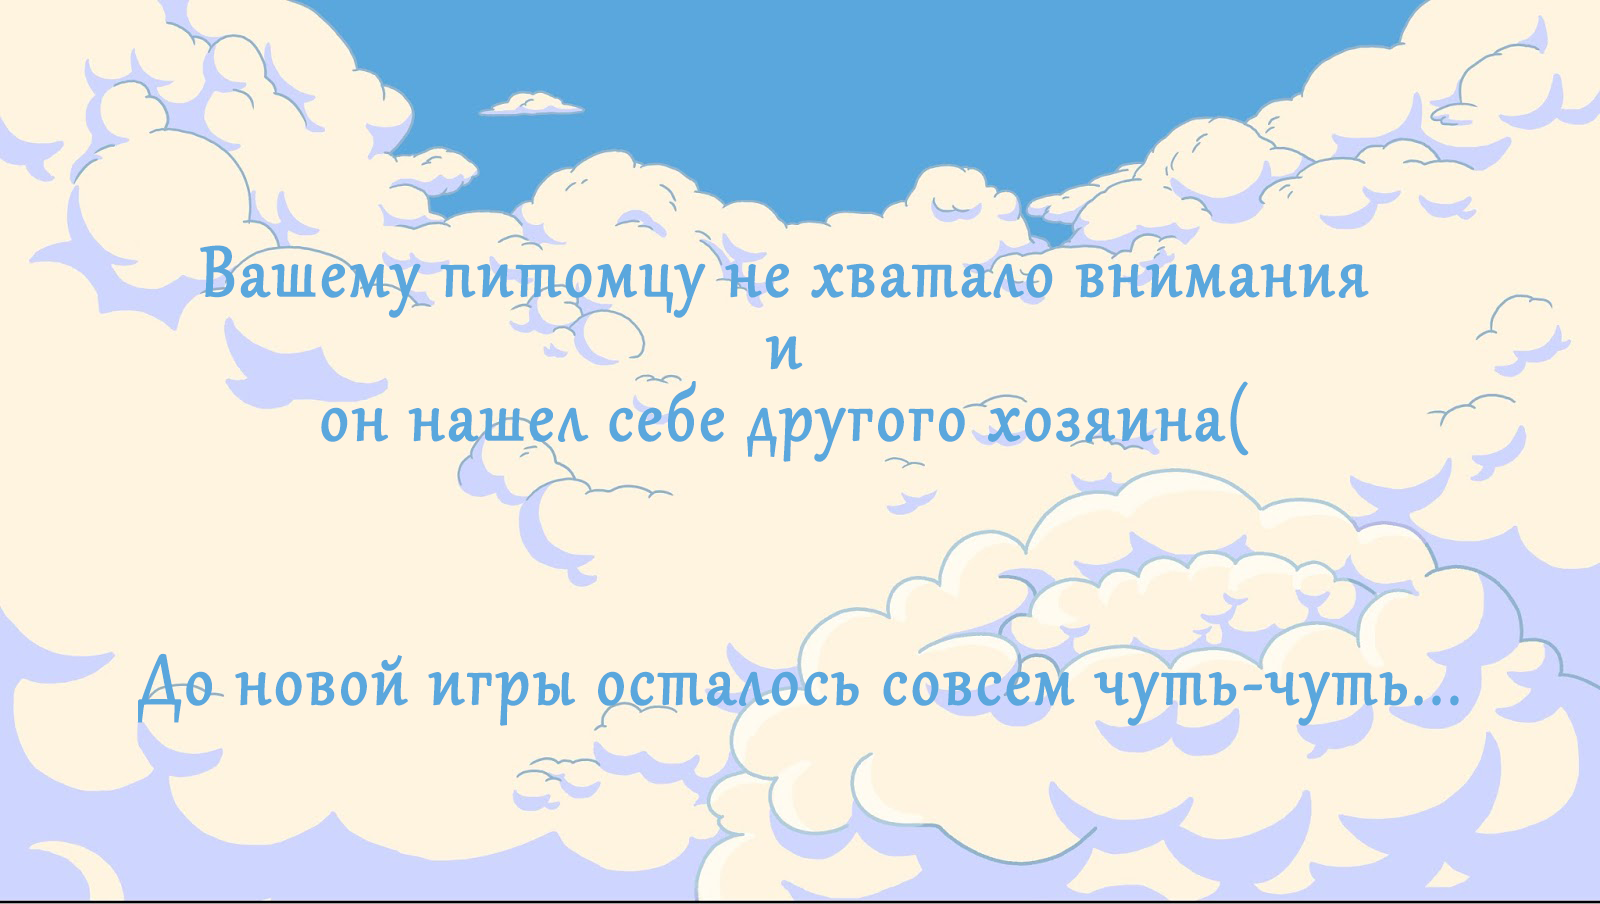 Вашему питомцу не хватало внимания
и
он нашел себе другого хозяина(
До новой игры осталось совсем чуть-чуть...